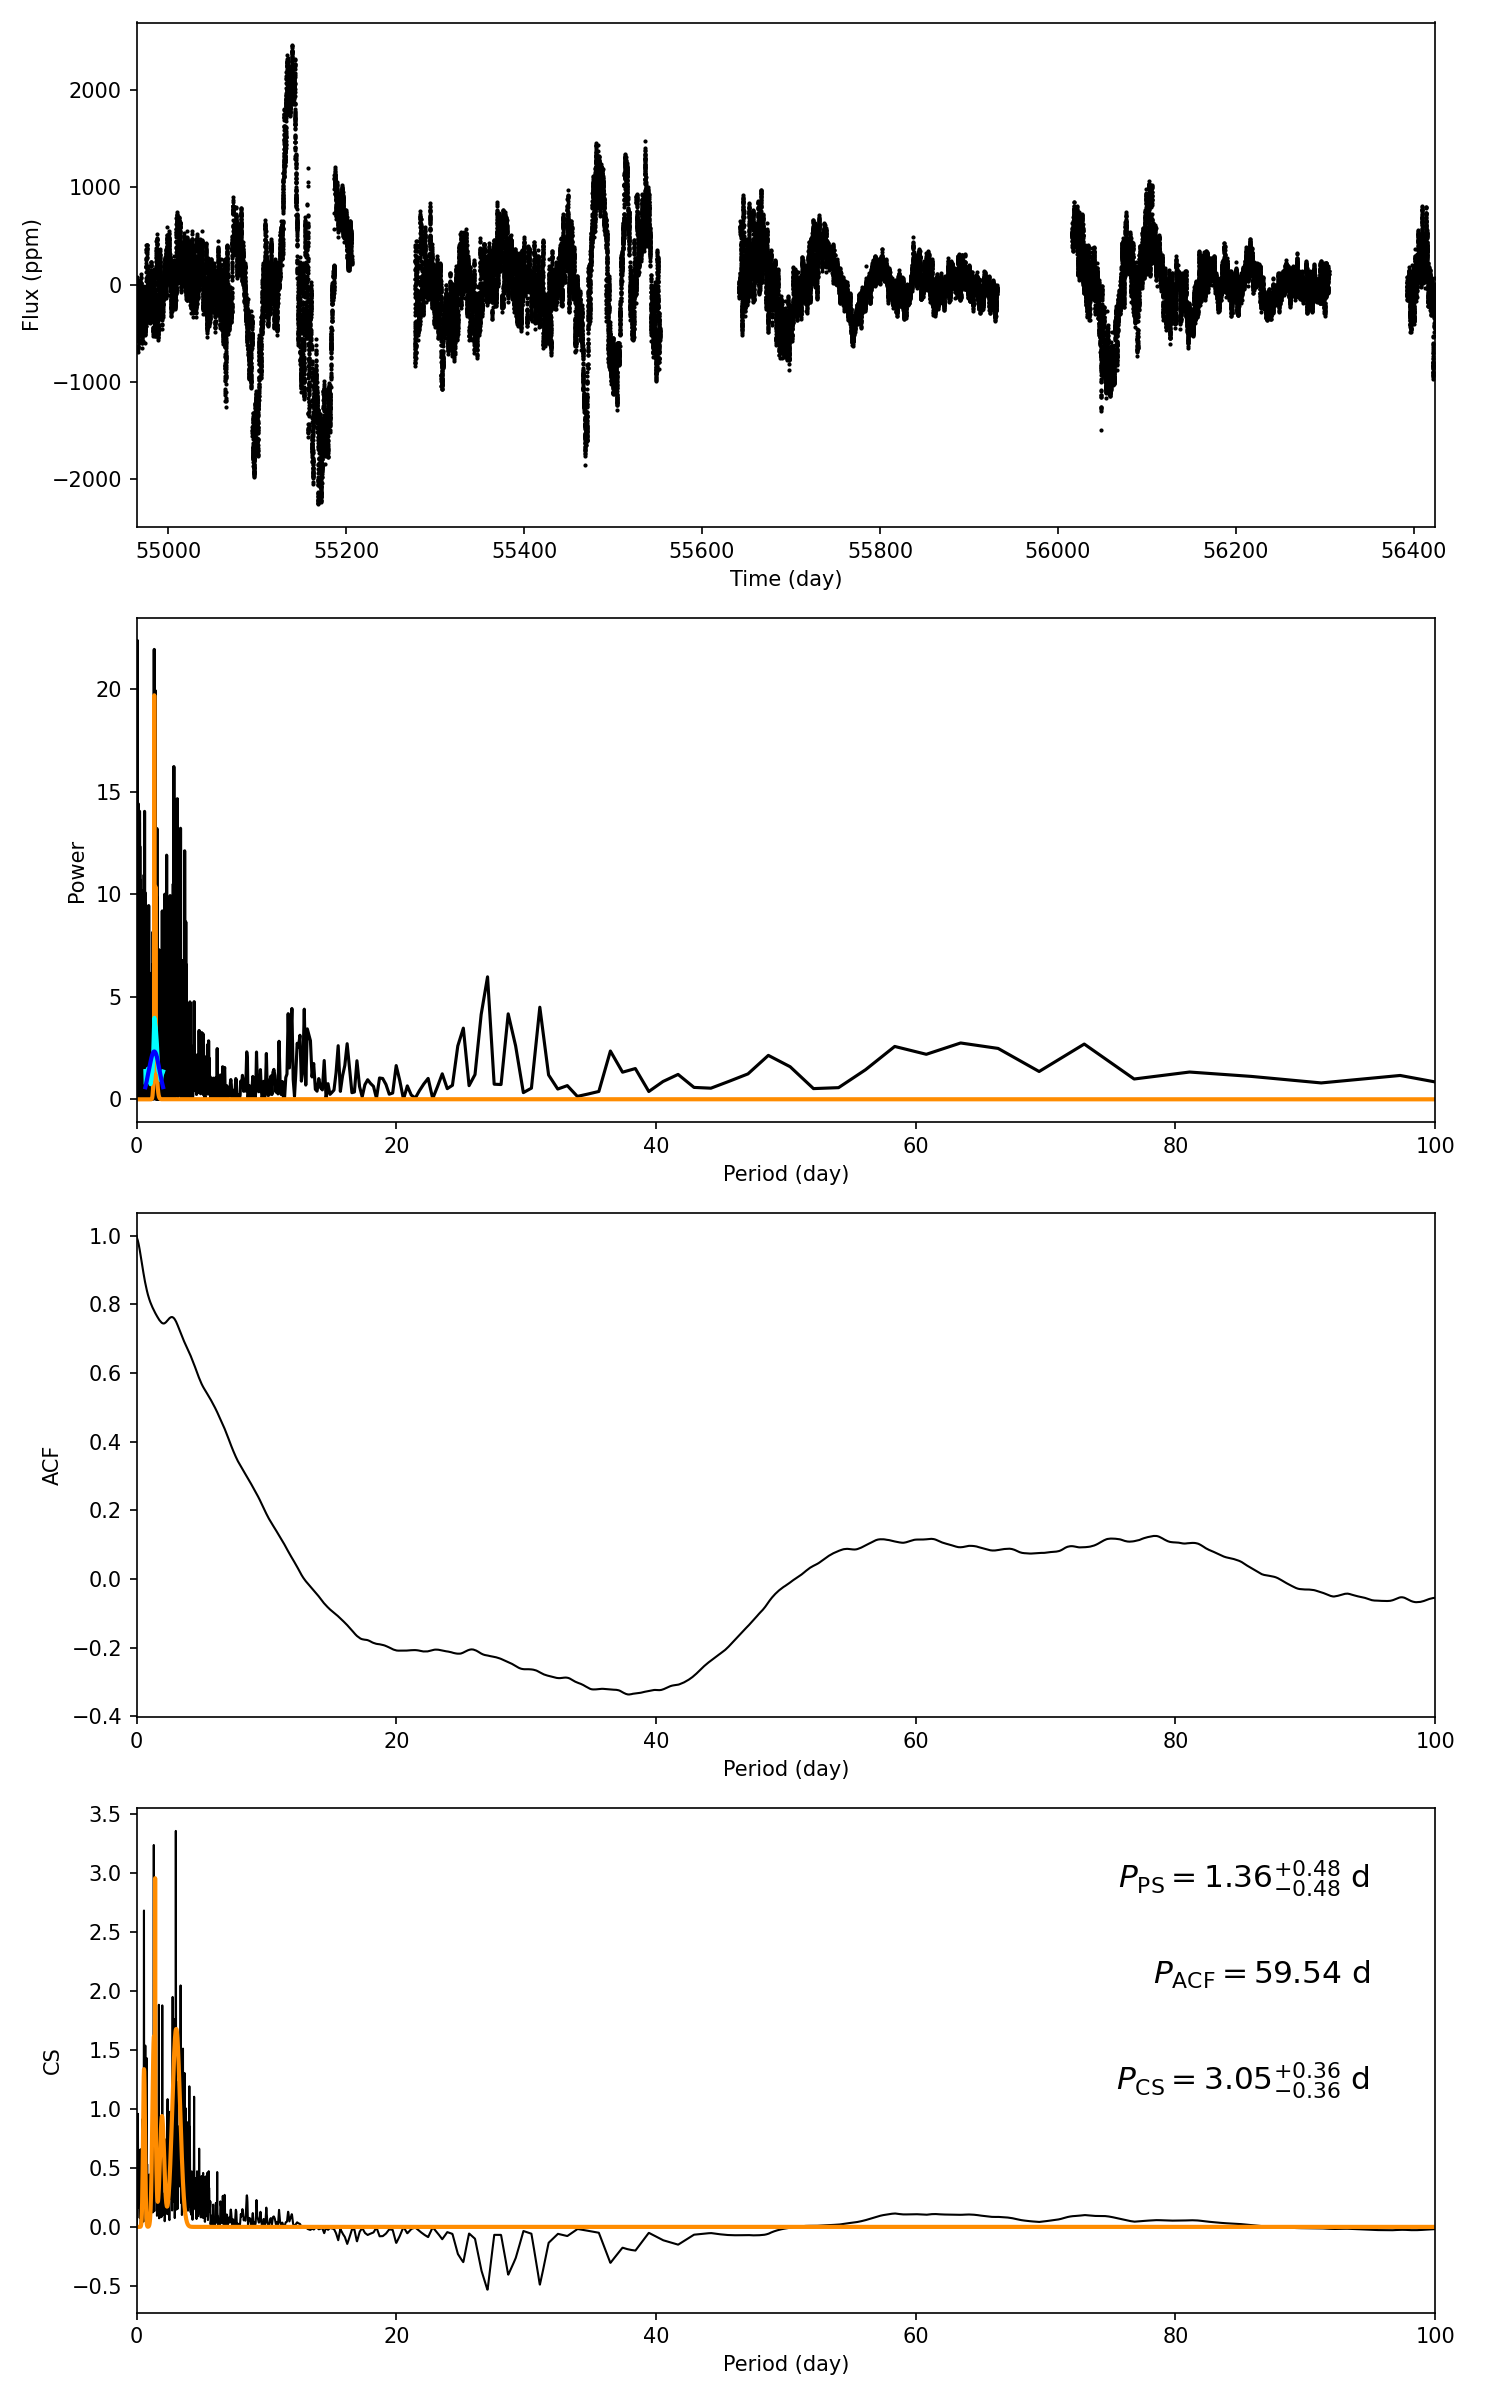 2000
1000
0
−1000
−2000
Flux (ppm)
55000 55200 55400 55600 55800 56000 56200 56400
Time (day)
20
15
10
5
0
Power
0 20 40 60 80 100
Period (day)
1.0
0.8
0.6
0.4
0.2
0.0
−0.2
−0.4
ACF
0 20 40 60 80 100
Period (day)
3.5
3.0
2.5
2.0
1.5
1.0
0.5
0.0
−0.5
CS
P_PS = 1.36 +0.48 −0.48 d
P_ACF = 59.54 d
P_CS = 3.05 +0.36 −0.36 d
0 20 40 60 80 100
Period (day)